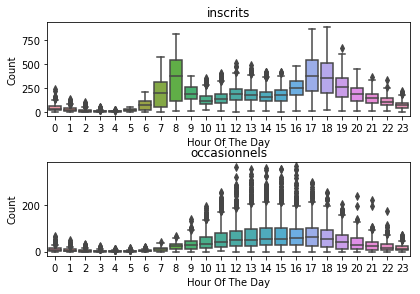 inscrits
Count
750
500
250
0
0 1 2 3 4 5 6 7 8 9 10 11 12 13 14 15 16 17 18 19 20 21 22 23
Hour Of The Day
occasionnels
Count
200
0
0 1 2 3 4 5 6 7 8 9 10 11 12 13 14 15 16 17 18 19 20 21 22 23
Hour Of The Day